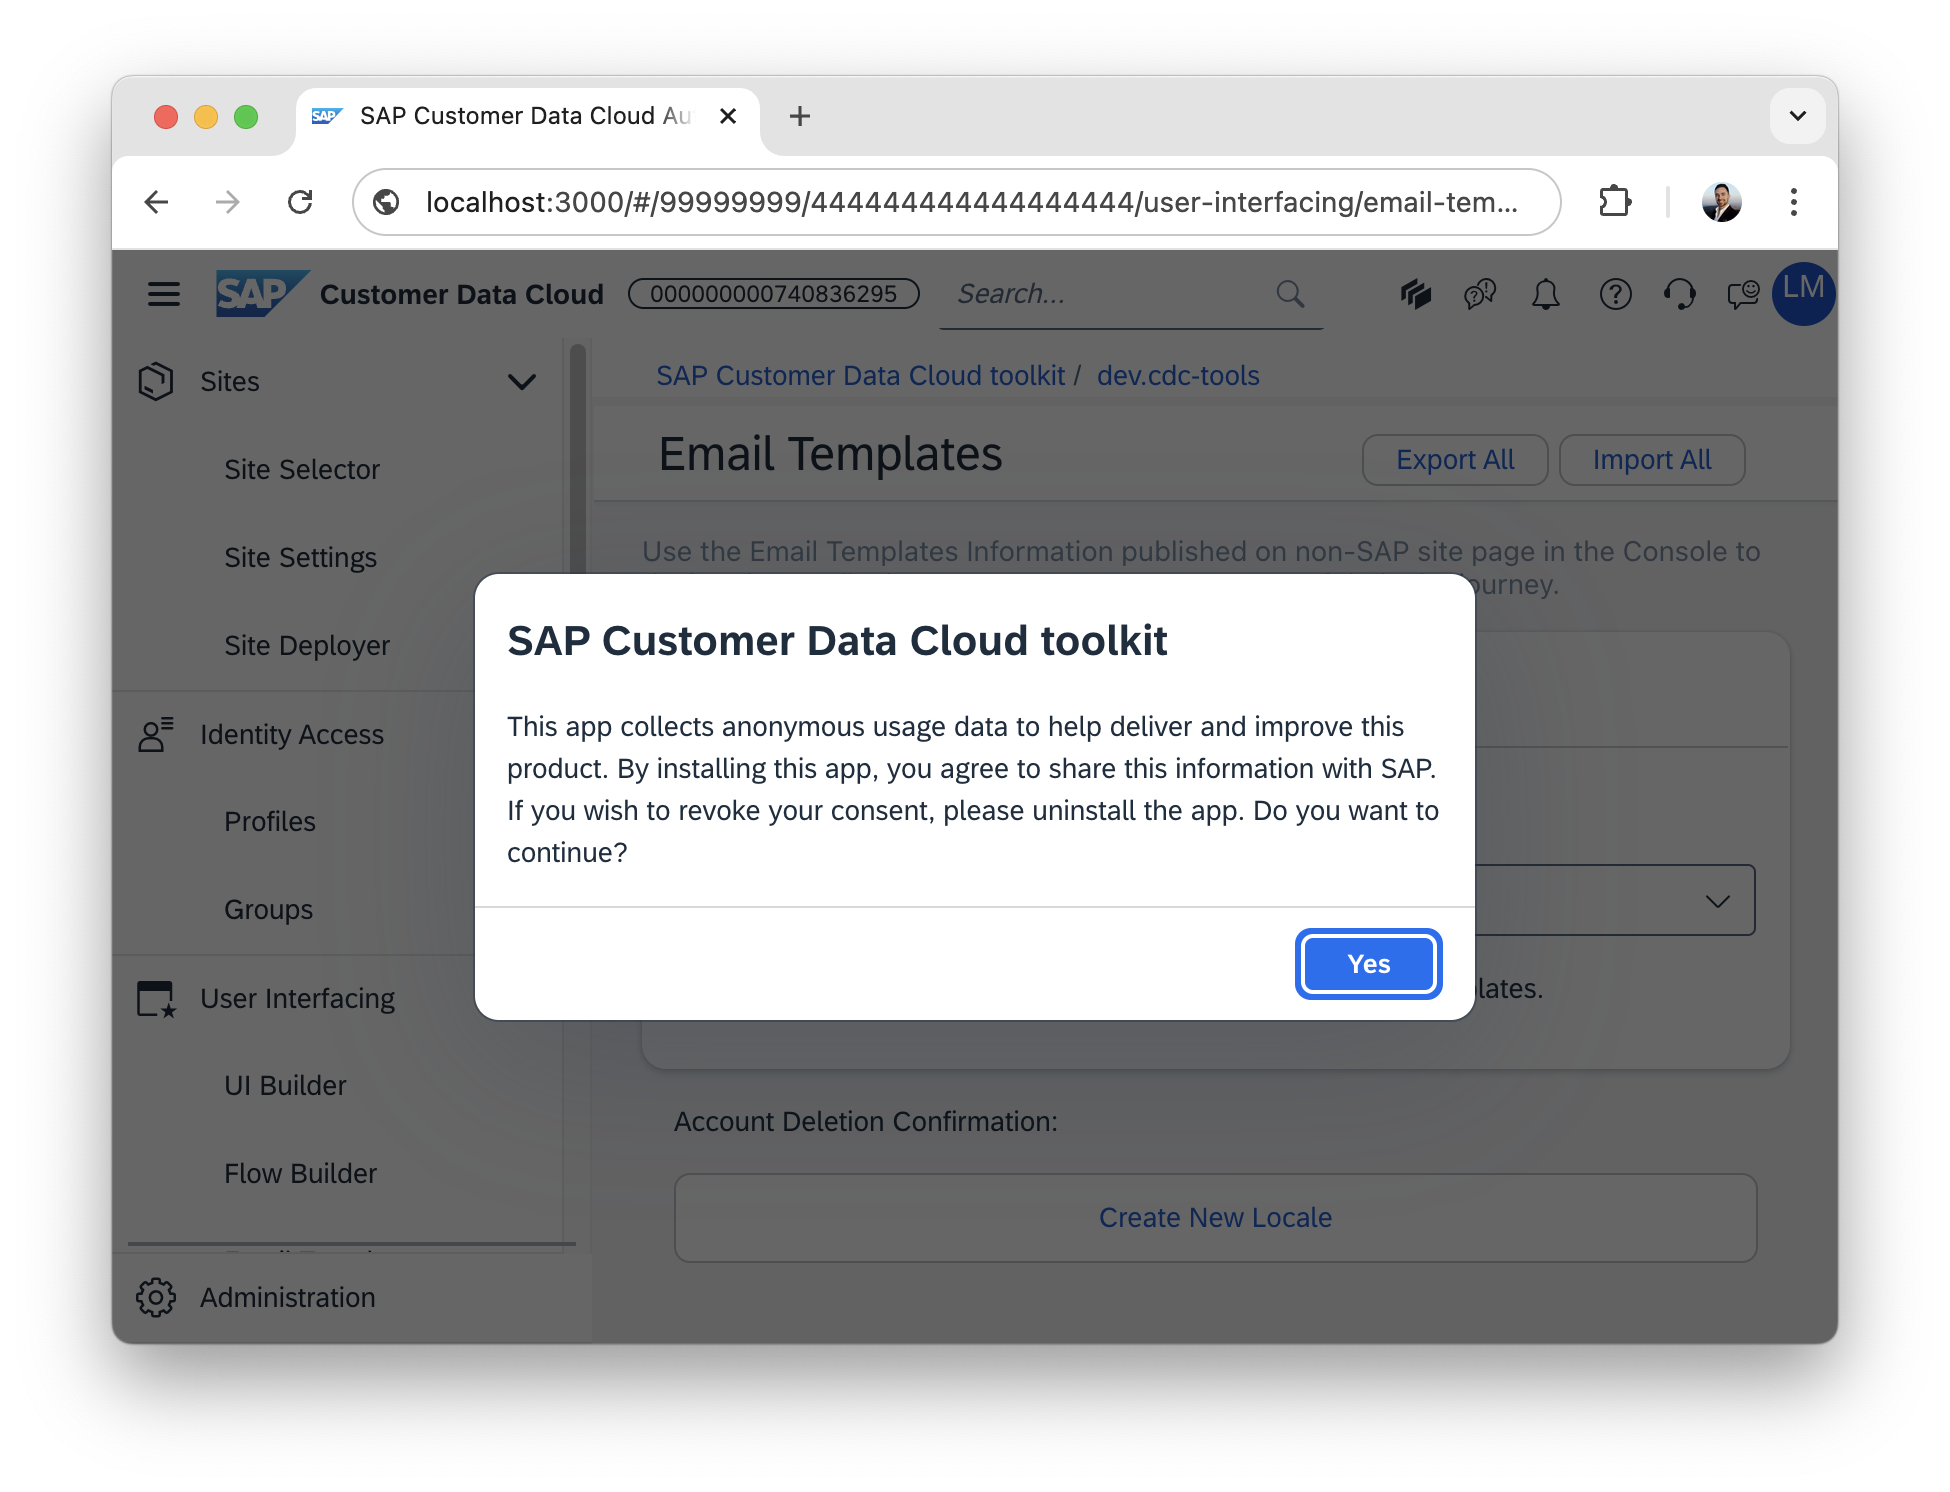 SAP SAP Customer Data Cloud Au
localhost:3000/#/99999999/444444444444444444/user-interfacing/email-tem...
SAP Customer Data Cloud 000000000740836295 Search... LM
Sites
Site Selector
Site Settings
Site Deployer
Identity Access
Profiles
Groups
User Interfacing
UI Builder
Flow Builder
Administration
SAP Customer Data Cloud toolkit / dev.cdc-tools
Email Templates Export All Import All
Use the Email Templates Information published on non-SAP site page in the Console to
ourney.
SAP Customer Data Cloud toolkit
This app collects anonymous usage data to help deliver and improve this
product. By installing this app, you agree to share this information with SAP.
If you wish to revoke your consent, please uninstall the app. Do you want to
continue?
Yes
lates.
Account Deletion Confirmation:
Create New Locale